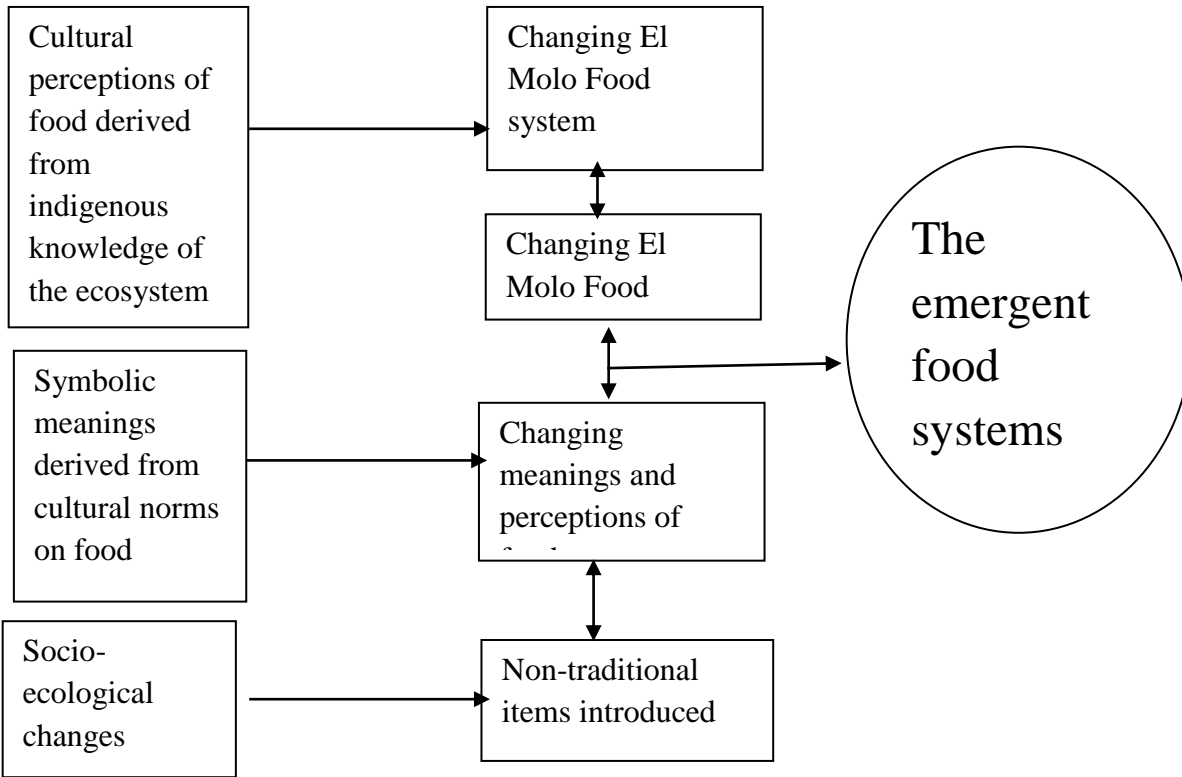 Cultural
perceptions of
food derived
from
indigenous
knowledge of
the ecosystem
Symbolic
meanings
derived from
cultural norms
on food
Socio-
ecological
changes
Changing El
Molo Food
system
Changing El
Molo Food
Changing
meanings and
perceptions of
Non-traditional
items introduced
The
emergent
food
systems